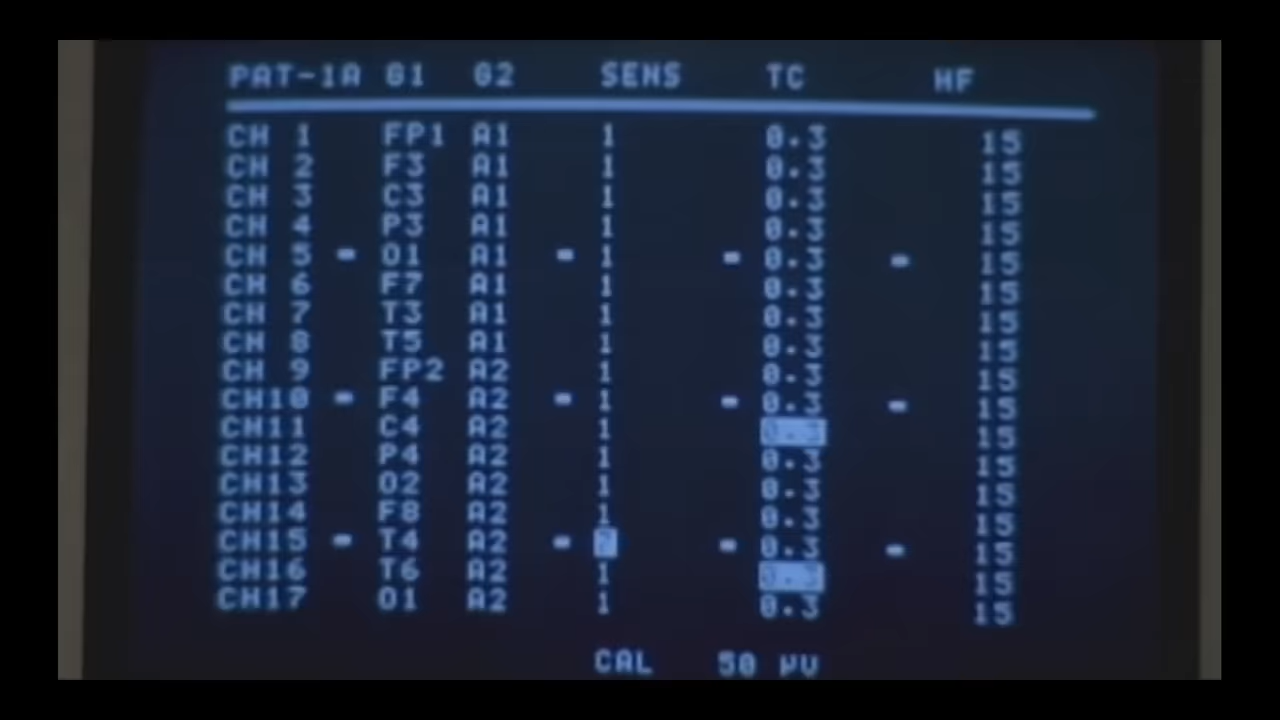 PAT-1A G1 G2 SENS TC HF
CH 1 FP1 A1 1 0.3 15
CH 2 F3 A1 1 0.3 15
CH 3 C3 A1 1 0.3 15
CH 4 P3 A1 1 0.3 15
CH 5 - O1 A1 - 1 - 0.3 - 15
CH 6 F7 A1 1 0.3 15
CH 7 T3 A1 1 0.3 15
CH 8 T5 A1 1 0.3 15
CH 9 FP2 A2 1 0.3 15
CH10 - F4 A2 - 1 - 0.3 - 15
CH11 C4 A2 1 0.3 15
CH12 P4 A2 1 0.3 15
CH13 O2 A2 1 0.3 15
CH14 F8 A2 1 0.3 15
CH15 - T4 A2 - 2 - 0.3 - 15
CH16 T6 A2 1 0.3 15
CH17 O1 A2 1 0.3 15
CAL 50 µV